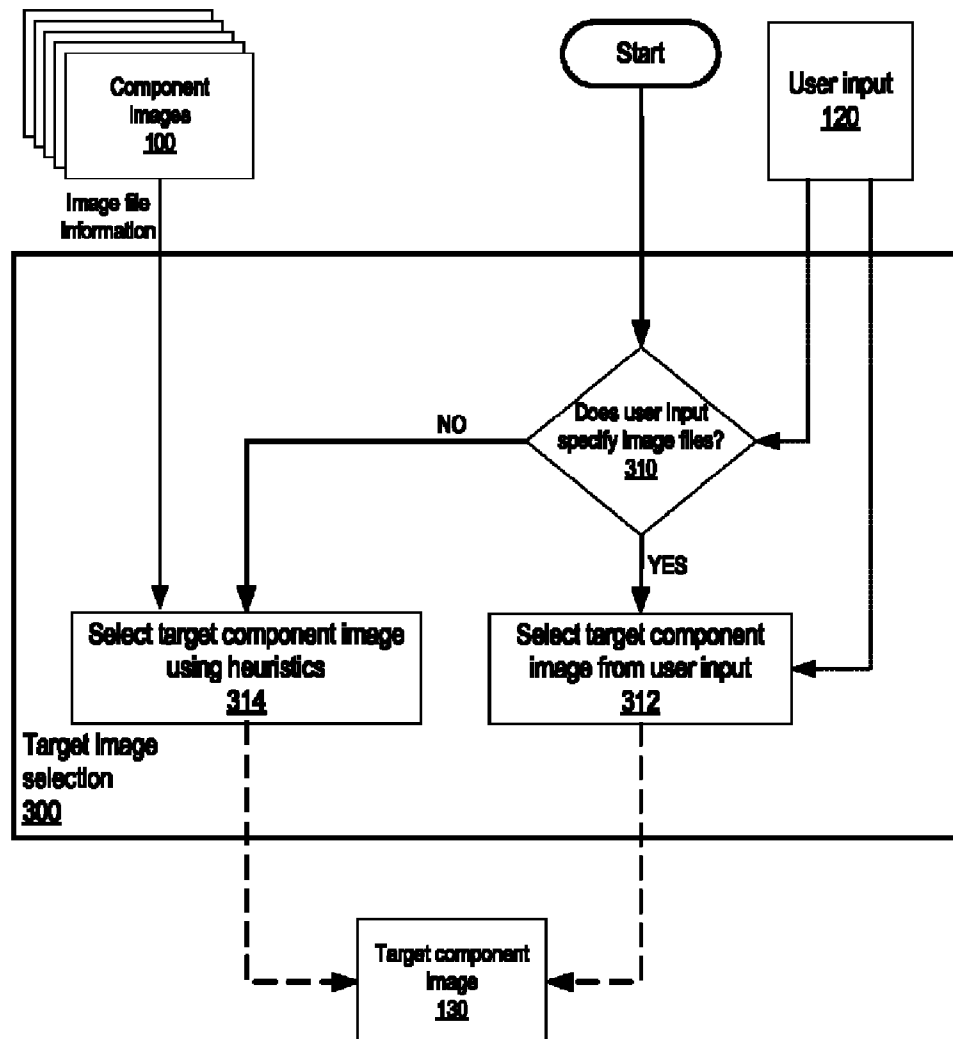 Component
images
100
Start
User input
120
Image file
information
Does user input
specify image files?
310
NO
YES
Select target component image
using heuristics
314
Select target component
image from user input
312
Target image
selection
300
Target component
image
130